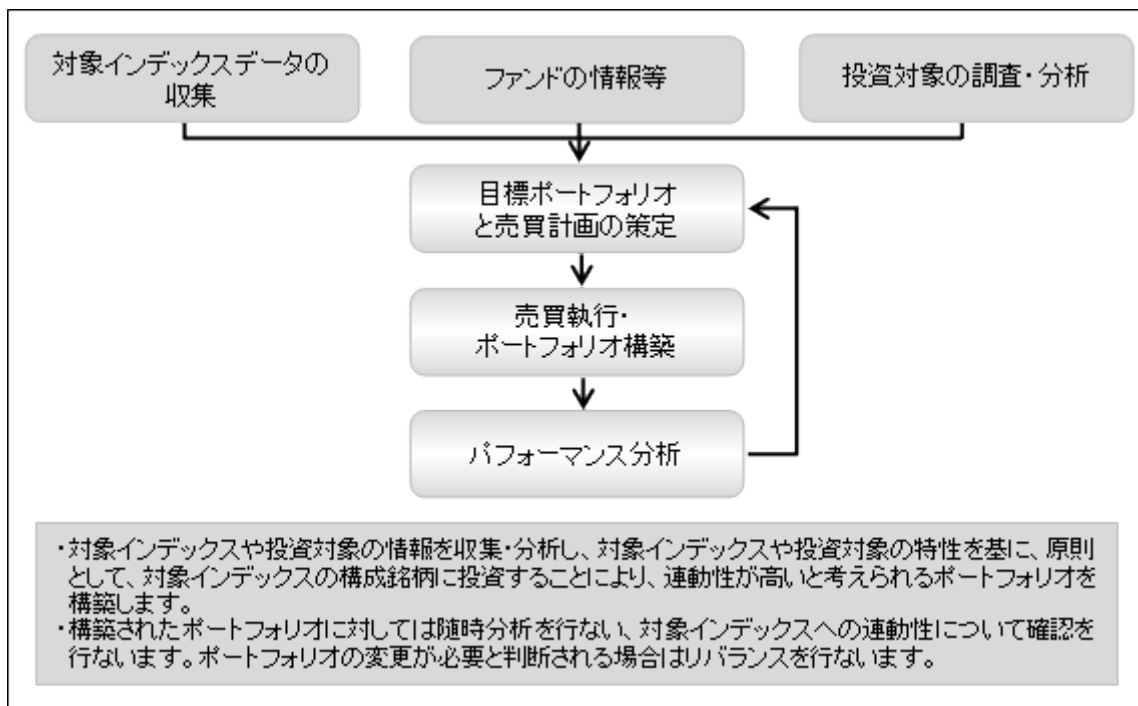 対象インデックスデータの
収集
ファンドの情報等
投資対象の調査・分析
目標ポートフォリオ
と売買計画の策定
売買執行・
ポートフォリオ構築
パフォーマンス分析
・対象インデックスや投資対象の情報を収集・分析し、対象インデックスや投資対象の特性を基に、原則
として、対象インデックスの構成銘柄に投資することにより、連動性が高いと考えられるポートフォリオを
構築します。
・構築されたポートフォリオに対しては随時分析を行ない、対象インデックスへの連動性について確認を
行ないます。ポートフォリオの変更が必要と判断される場合はリバランスを行ないます。